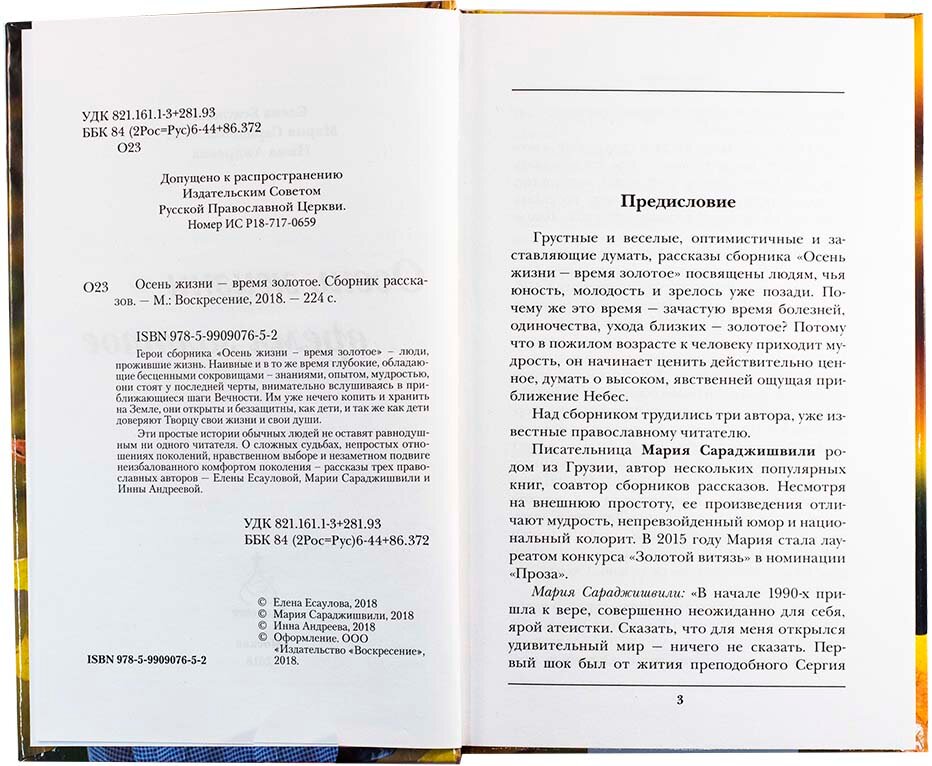 УДК 821.161.1-3+281.93
ББК 84 (2Рос=Рус)6-44+86.372
О23
Допущено к распространению
Издательским Советом
Русской Православной Церкви.
Номер ИС Р18-717-0659
О23 Осень жизни — время золотое. Сборник расска-
зов. — М.: Воскресение, 2018. — 224 с.
ISBN 978-5-9909076-5-2
Герои сборника «Осень жизни – время золотое» – люди,
прожившие жизнь. Наивные и в то же время глубокие, обладаю-
щие бесценными сокровищами – знаниями, опытом, мудростью,
они стоят у последней черты, внимательно вслушиваясь в при-
ближающиеся шаги Вечности. Им уже нечего копить и хранить
на Земле, они открыты и беззащитны, как дети, и так же как дети
доверяют Творцу свои жизни и свои души.
Эти простые истории обычных людей не оставят равнодуш-
ным ни одного читателя. О сложных судьбах, непростых отно-
шениях поколений, нравственном выборе и незаметном подвиге
неизбалованного комфортом поколения – рассказы трех право-
славных авторов — Елены Есауловой, Марии Сараджишвили и
Инны Андреевой.
УДК 821.161.1-3+281.93
ББК 84 (2Рос=Рус)6-44+86.372
© Елена Есаулова, 2018
© Мария Сараджишвили, 2018
© Инна Андреева, 2018
© Оформление. ООО
«Издательство «Воскресение»,
2018.
ISBN 978-5-9909076-5-2
Предисловие
Грустные и веселые, оптимистичные и за-
ставляющие думать, рассказы сборника «Осень
жизни — время золотое» посвящены людям, чья
юность, молодость и зрелось уже позади. По-
чему же это время — зачастую время болезней,
одиночества, ухода близких — золотое? Потому
что в пожилом возрасте к человеку приходит му-
дрость, он начинает ценить действительно цен-
ное, думать о высоком, явственней ощущая при-
ближение Небес.
Над сборником трудились три автора, уже из-
вестные православному читателю.
Писательница Мария Сараджишвили ро-
дом из Грузии, автор нескольких популярных
книг, соавтор сборников рассказов. Несмотря
на внешнюю простоту, ее произведения отли-
чают мудрость, непревзойденный юмор и нацио-
нальный колорит. В 2015 году Мария стала лау-
реатом конкурса «Золотой витязь» в номинации
«Проза».
Мария Сараджишвили: «В начале 1990-х при-
шла к вере, совершенно неожиданно для себя,
ярой атеистки. Сказать, что для меня открылся
удивительный мир — ничего не сказать. Пер-
вый шок был от жития преподобного Сергия
3